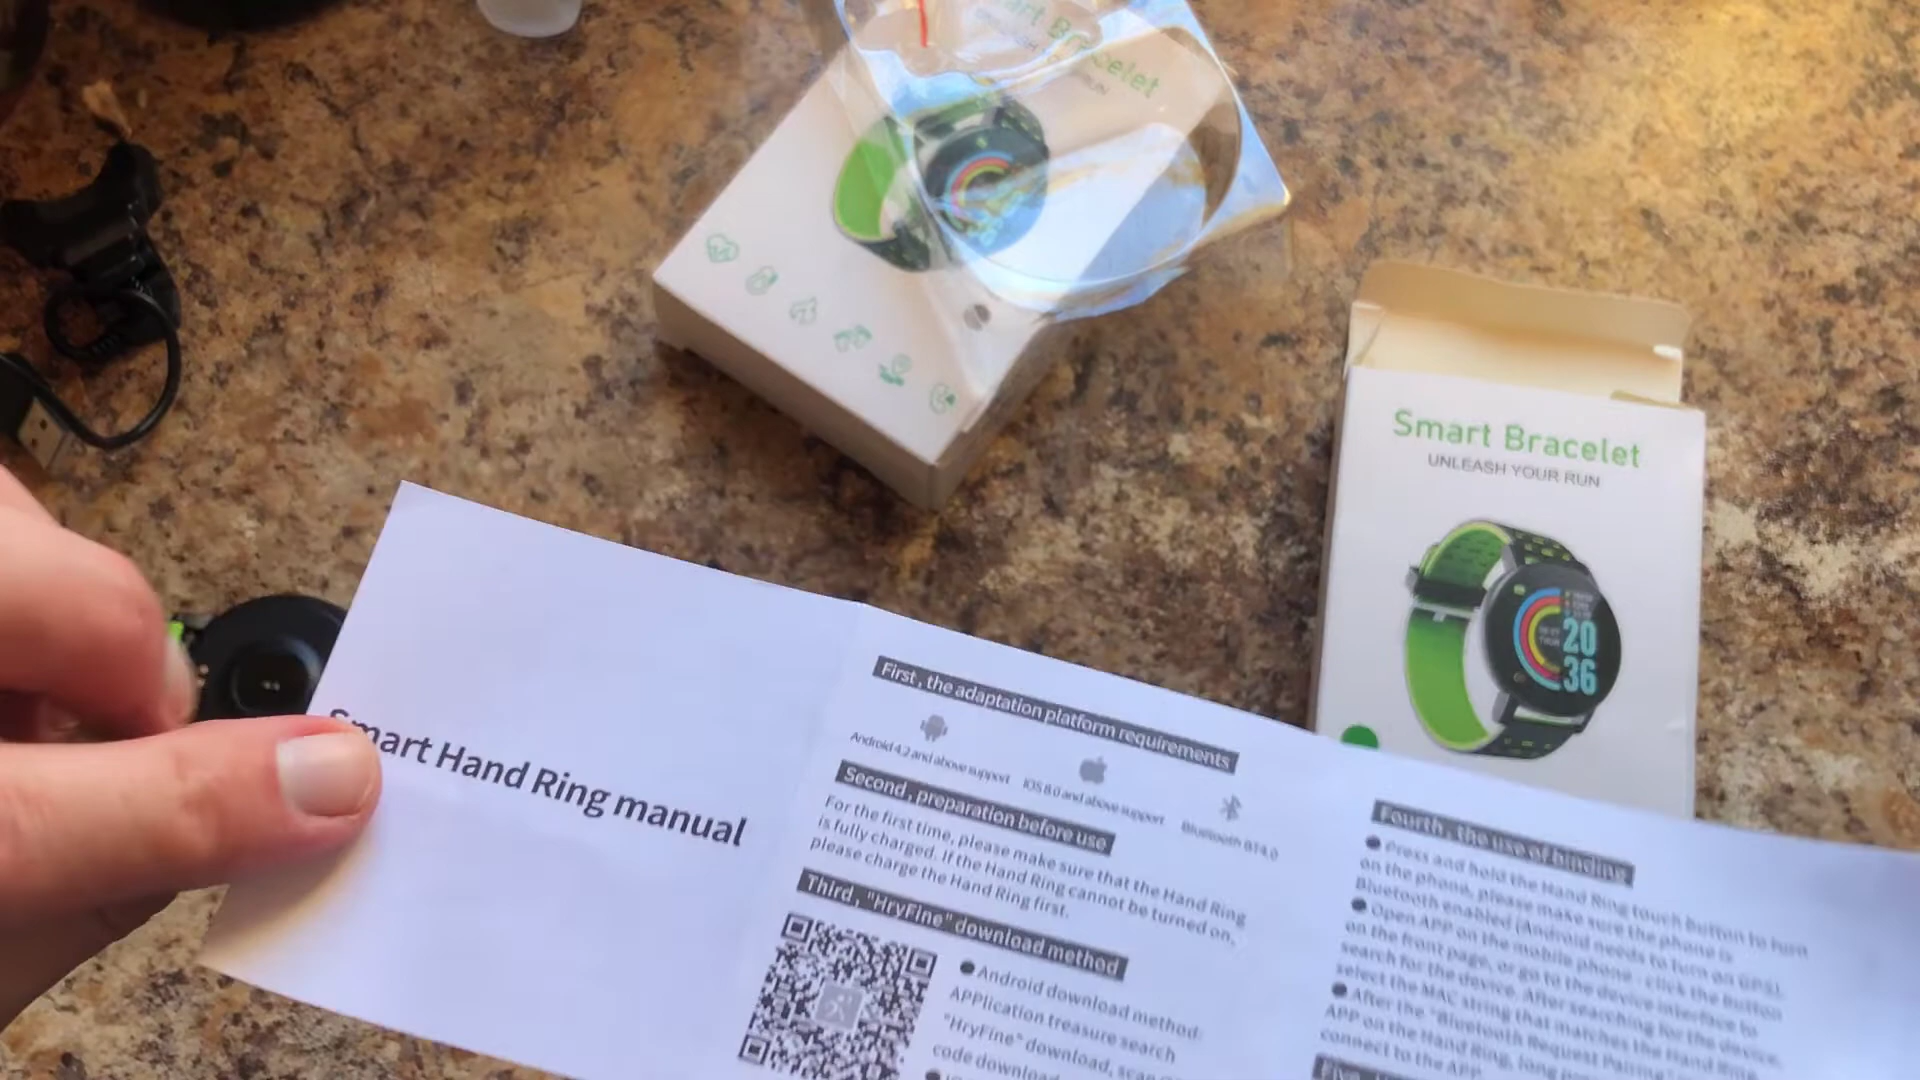 Smart Bracelet
Smart Bracelet
UNLEASH YOUR RUN
20
36
Smart Hand Ring manual
First, the adaptation platform requirements
Android 4.2 and above support
IOS 8.0 and above support
Bluetooth BT4.0
Second, preparation before use
For the first time, please make sure that the Hand Ring
is fully charged. If the Hand Ring cannot be turned on,
please charge the Hand Ring first.
Third, "HryFine" download method
Android download method:
APPlication treasure search
"HryFine" download, scan
code download
Fourth, the use of binding
Press and hold the Hand Ring touch button to turn
on the phone, please make sure the phone is
Bluetooth enabled (Android needs to turn on GPS).
Open APP on the mobile phone - click the button
on the front page, or go to the device interface to
search for the device. After searching for the device,
select the MAC string that matches the Hand Ring.
After the "Bluetooth Request Pairing"
APP on the Hand Ring, long
connect to the APP.